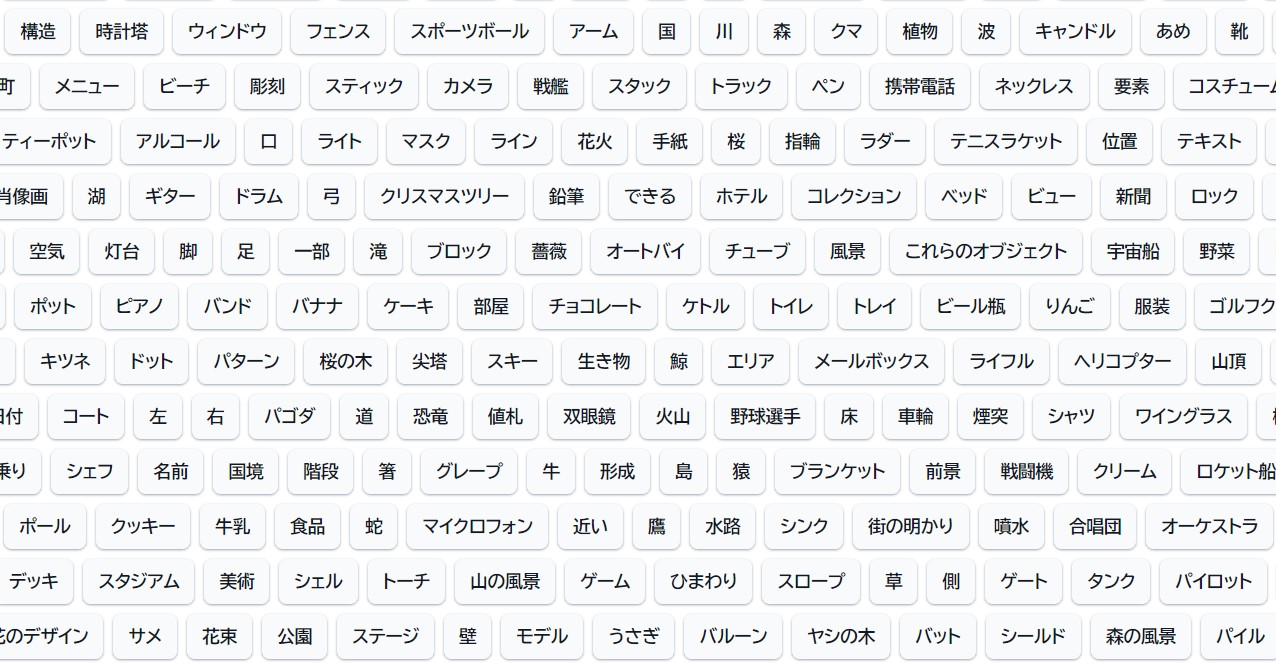 構造 時計塔 ウィンドウ フェンス スポーツボール アーム 国 川 森 クマ 植物 波 キャンドル あめ 靴
町 メニュー ビーチ 彫刻 スティック カメラ 戦艦 スタック トラック ペン 携帯電話 ネックレス 要素 コスチューム
ティーポット アルコール 口 ライト マスク ライン 花火 手紙 桜 指輪 ラダー テニスラケット 位置 テキスト
肖像画 湖 ギター ドラム 弓 クリスマスツリー 鉛筆 できる ホテル コレクション ベッド ビュー 新聞 ロック
空気 灯台 脚 足 一部 滝 ブロック 薔薇 オートバイ チューブ 風景 これらのオブジェクト 宇宙船 野菜
ポット ピアノ バンド バナナ ケーキ 部屋 チョコレート ケトル トイレ トレイ ビール瓶 りんご 服装 ゴルフク
キツネ ドット パターン 桜の木 尖塔 スキー 生き物 鯨 エリア メールボックス ライフル ヘリコプター 山頂
日付 コート 左 右 パゴダ 道 恐竜 値札 双眼鏡 火山 野球選手 床 車輪 煙突 シャツ ワイングラス
乗り シェフ 名前 国境 階段 箸 グレープ 牛 形成 島 猿 ブランケット 前景 戦闘機 クリーム ロケット船
ポール クッキー 牛乳 食品 蛇 マイクロフォン 近い 鷹 水路 シンク 街の明かり 噴水 合唱団 オーケストラ
デッキ スタジアム 美術 シェル トーチ 山の風景 ゲーム ひまわり スロープ 草 側 ゲート タンク パイロット
花のデザイン サメ 花束 公園 ステージ 壁 モデル うさぎ バルーン ヤシの木 バット シールド 森の風景 パイル